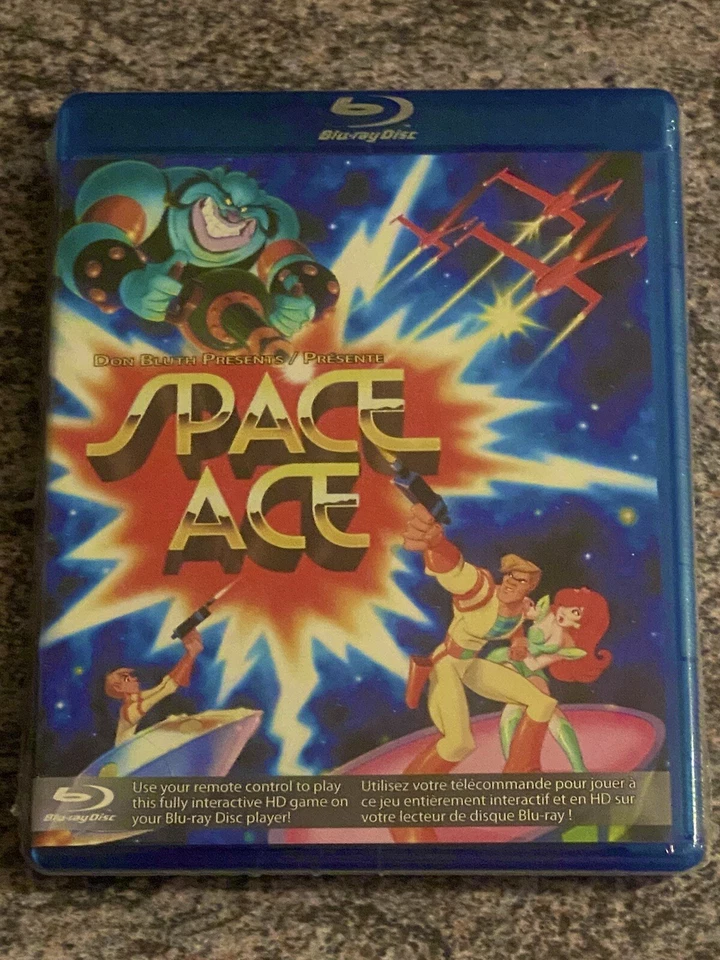 Blu-ray Disc
DON BLUTH PRESENTS / PRÉSENTE
SPACE
ACE
Use your remote control to play
this fully interactive HD game on
your Blu-ray Disc player!
Utilisez votre télécommande pour jouer à
ce jeu entièrement interactif et en HD sur
votre lecteur de disque Blu-ray !
Blu-ray Disc